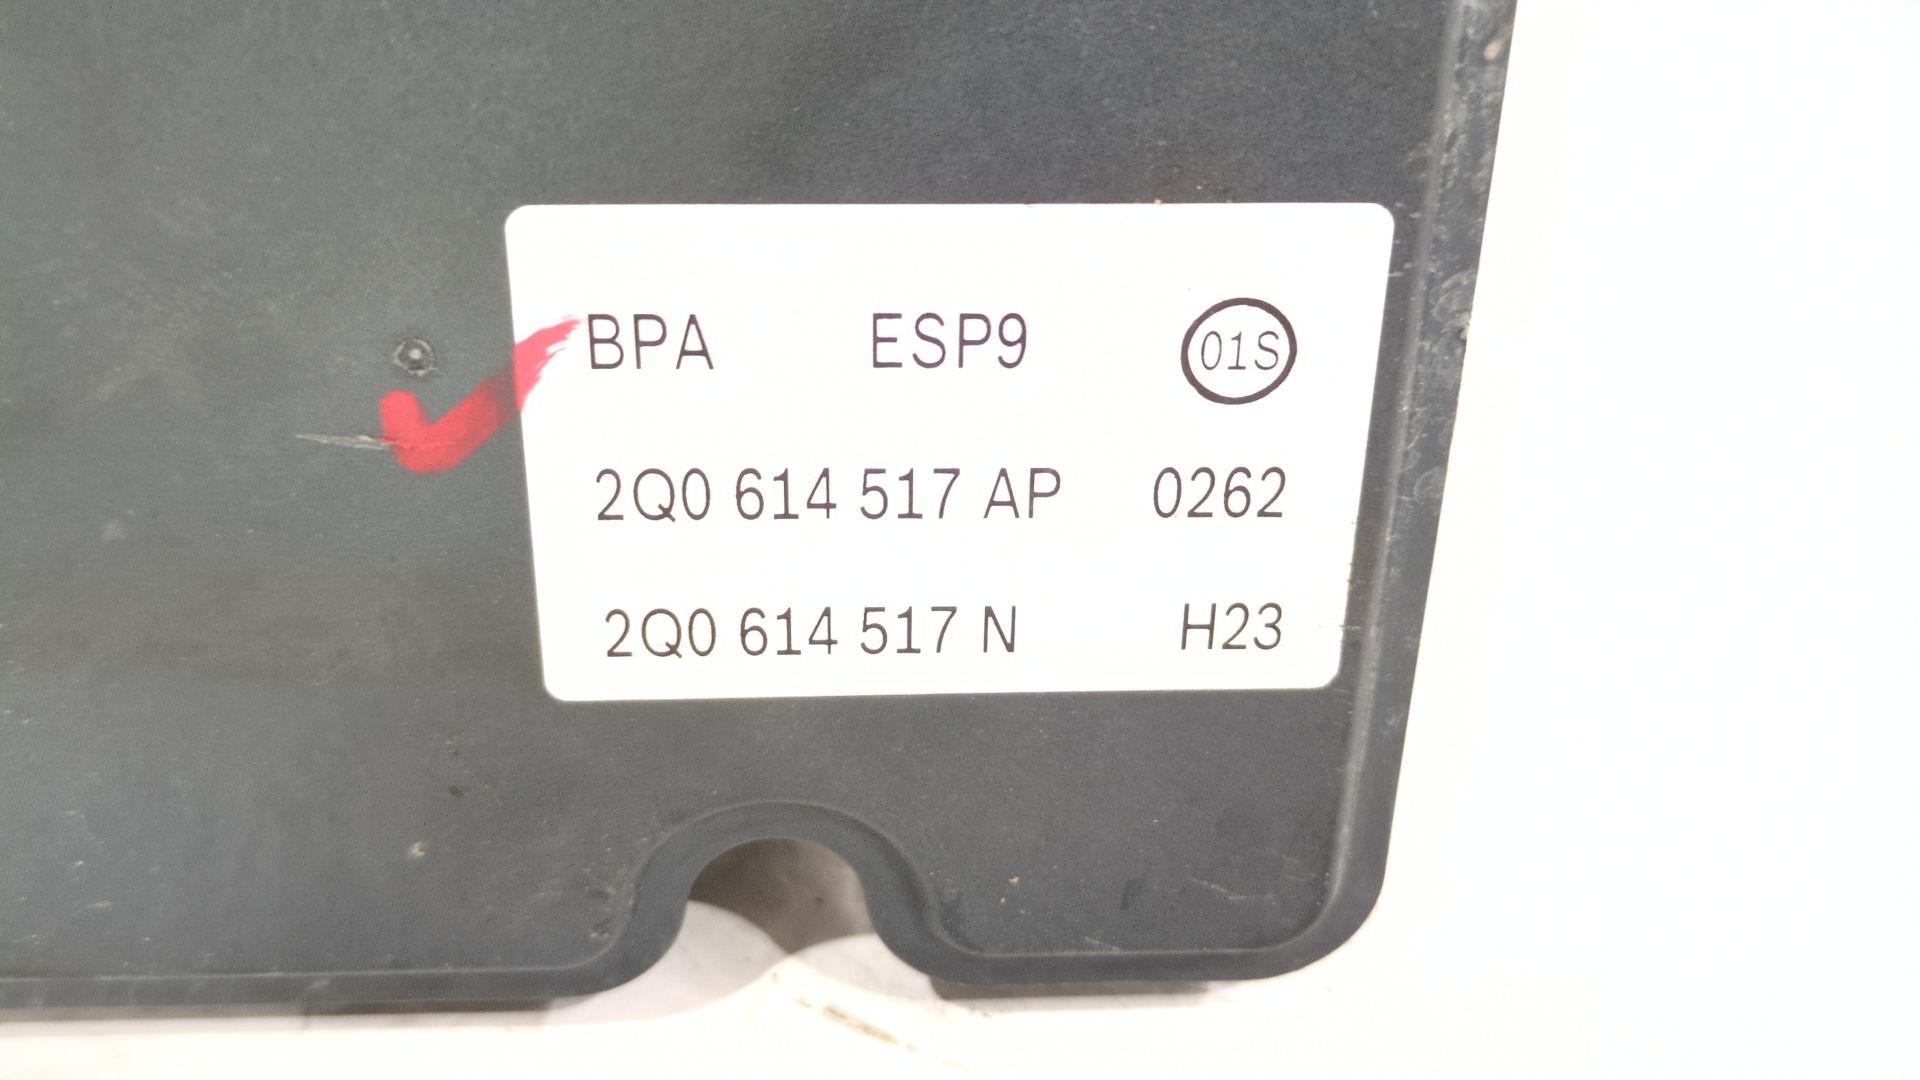 BPA ESP9 01S
2Q0 614 517 AP 0262
2Q0 614 517 N H23